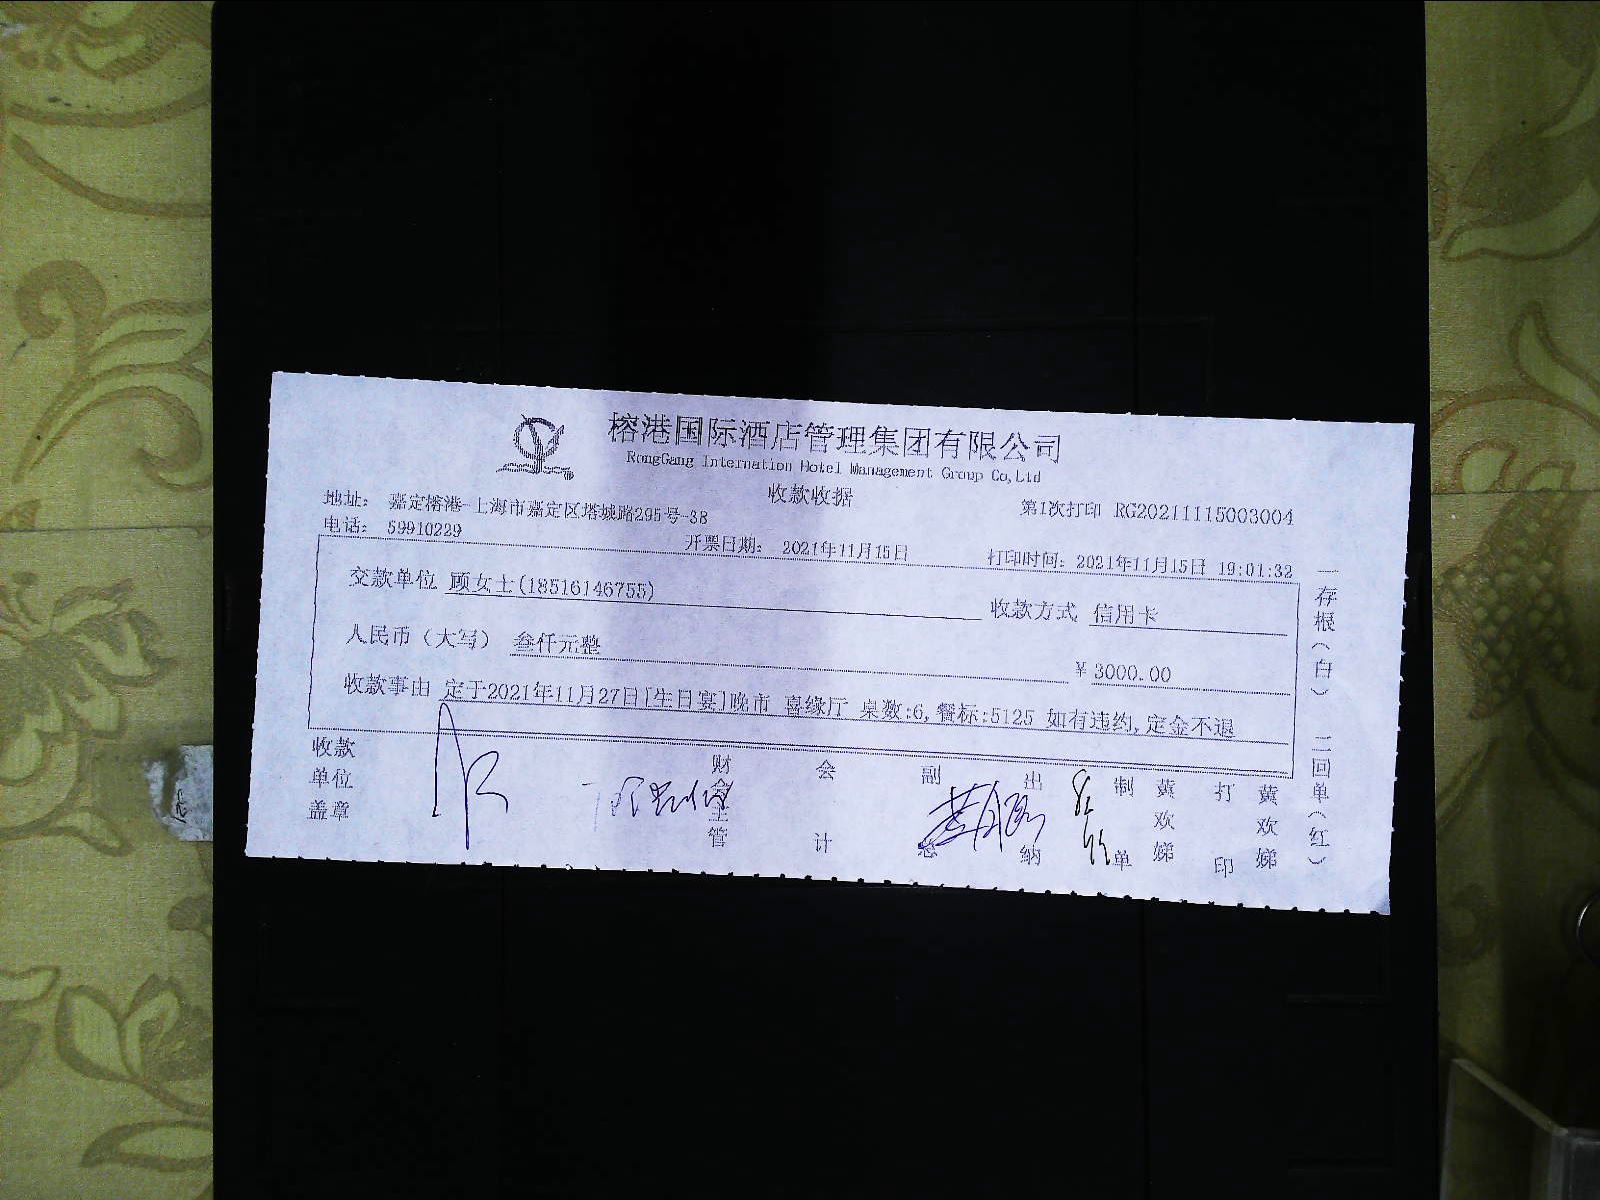 榕港国际酒店管理集团有限公司
RongGang Internation Hotel Management Group Co,Ltd
收款收据
地址： 嘉定榕港-上海市嘉定区塔城路295号-38
第1次打印 RG20211115003004
电话： 59910229
开票日期： 2021年11月15日
打印时间：2021年11月15日 19:01:32
交款单位 顾女士(18516146755)
收款方式 信用卡
人民币（大写） 叁仟元整
￥3000.00
收款事由 定于2021年11月27日[生日宴]晚市 喜缘厅 桌数:6,餐标:5125 如有违约,定金不退
收款单位盖章
财会主管
会计
副总
出纳
制单 黄欢娣
打印 黄欢娣
一存根（白） 二回单（红）